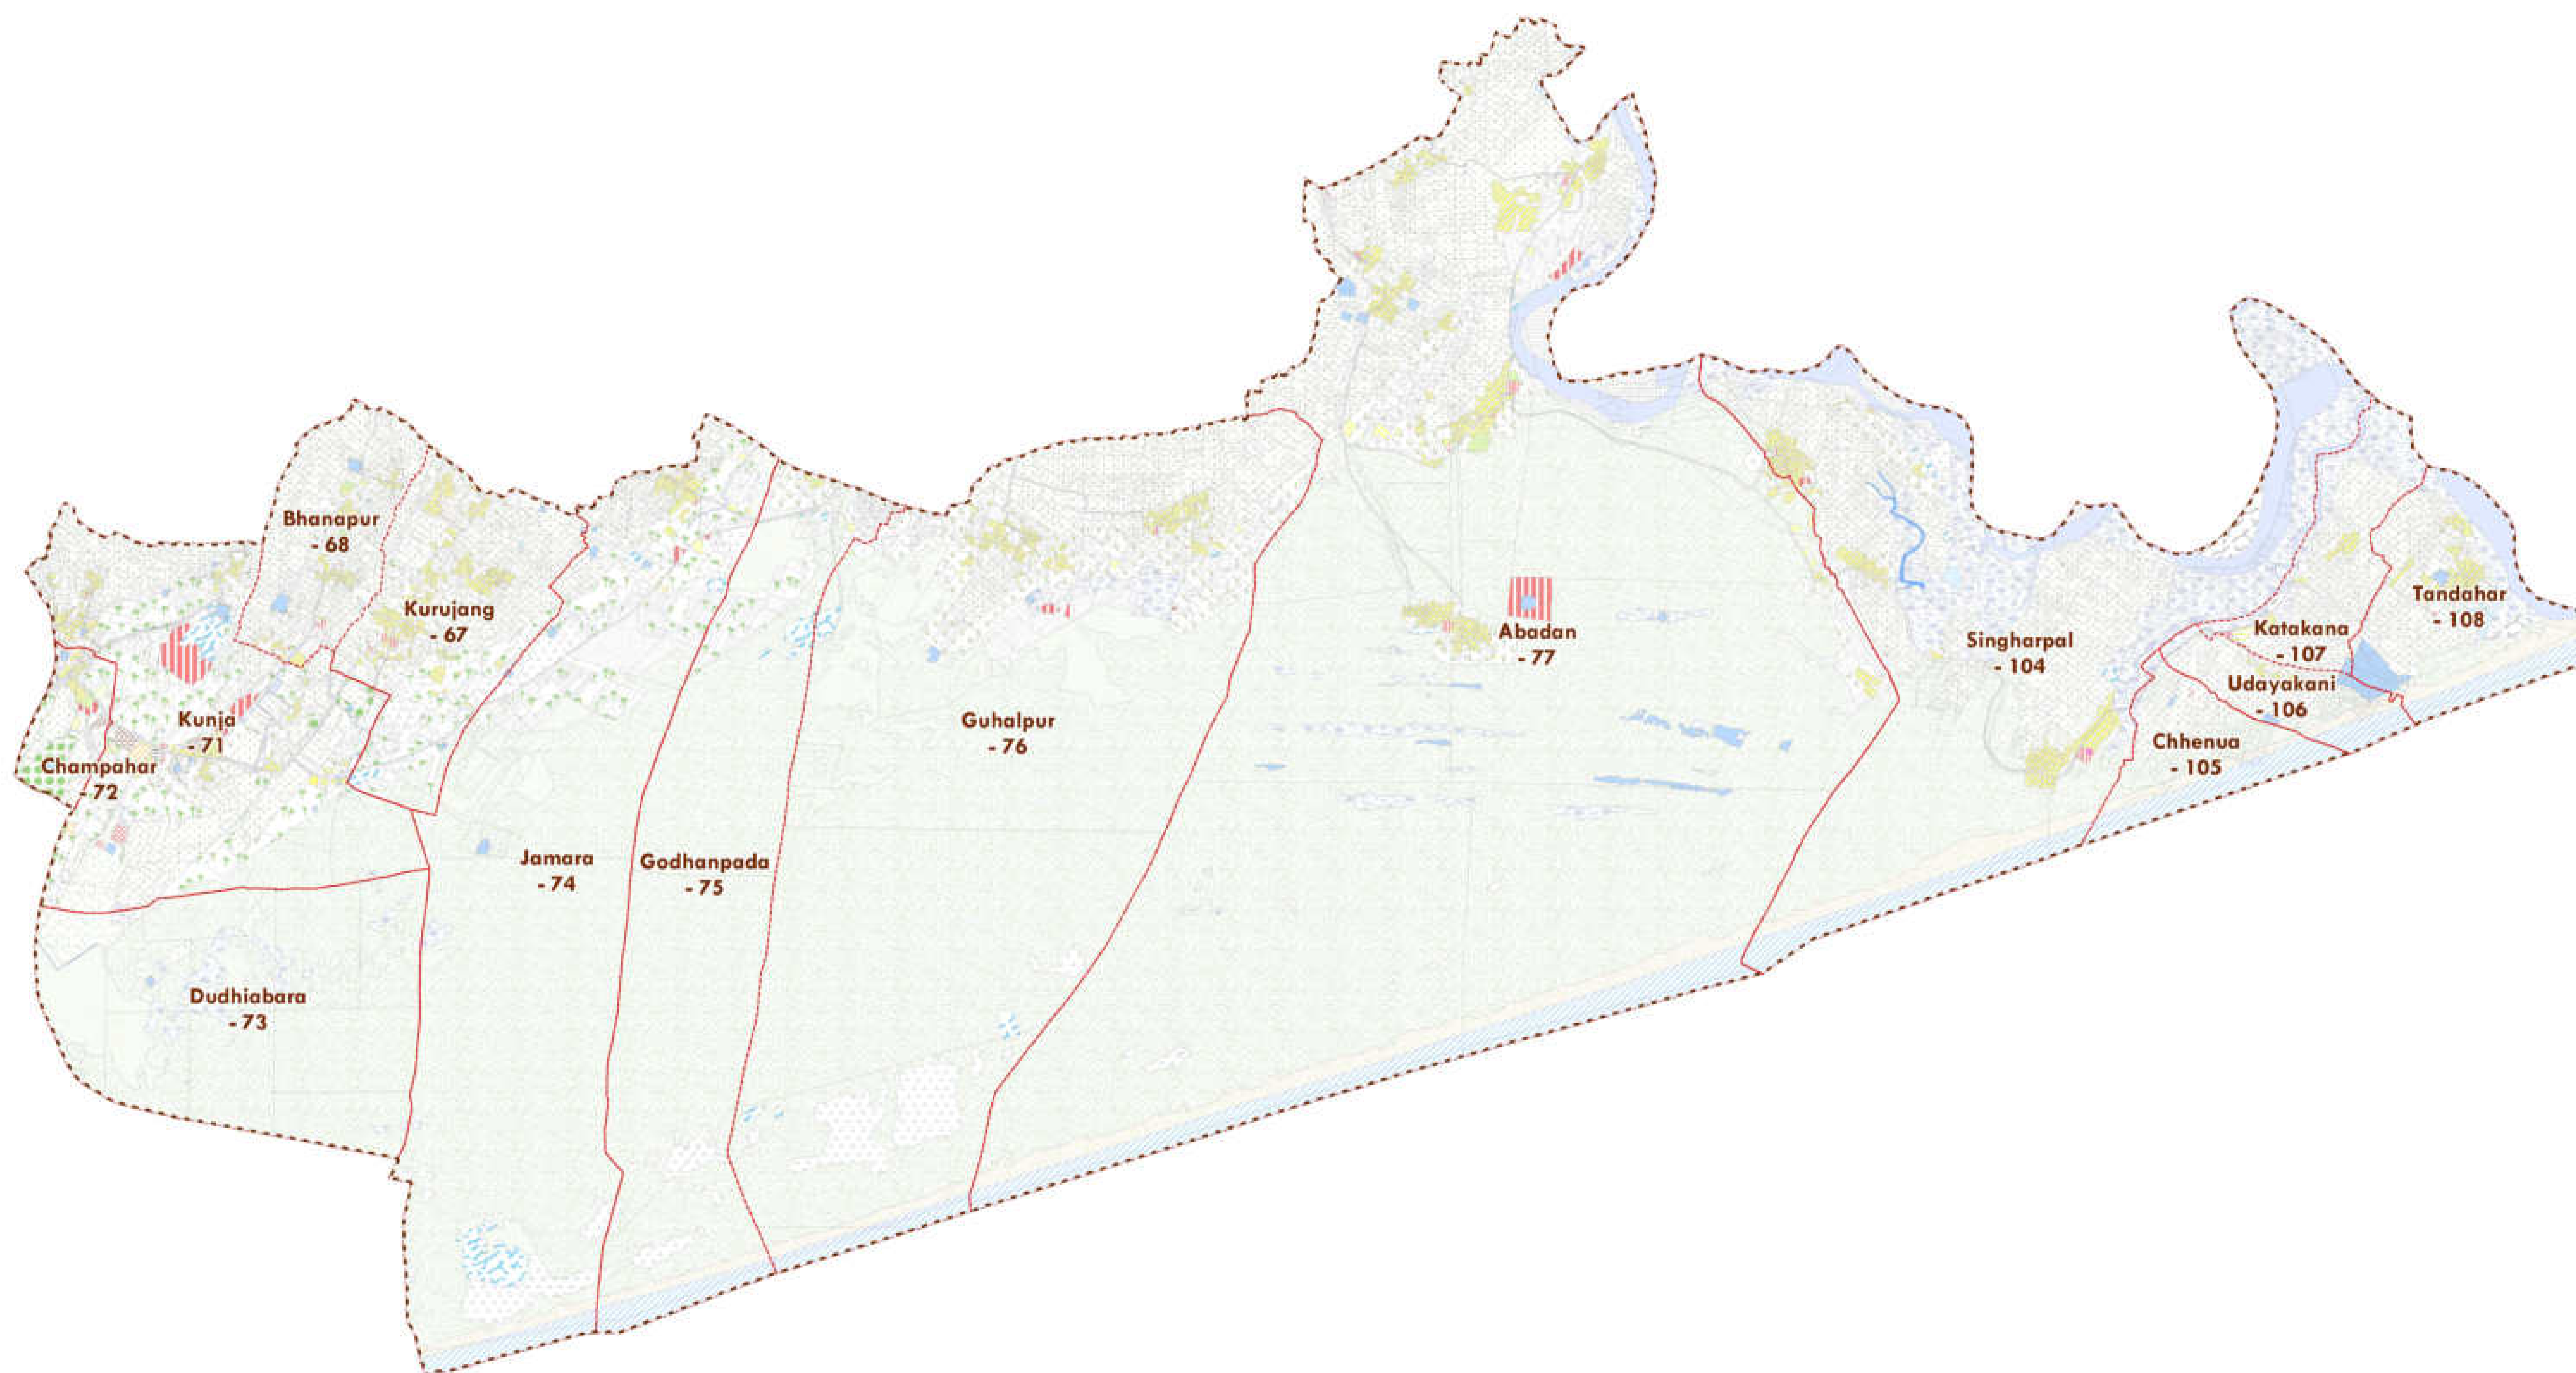 Bhanapur
- 68
Kurujang
- 67
Kunja
- 71
Champahar
- 72
Dudhiabara
- 73
Jamara
- 74
Godhanpada
- 75
Guhalpur
- 76
Abadan
- 77
Singharpal
- 104
Katakana
- 107
Udayakani
- 106
Chhenua
- 105
Tandahar
- 108